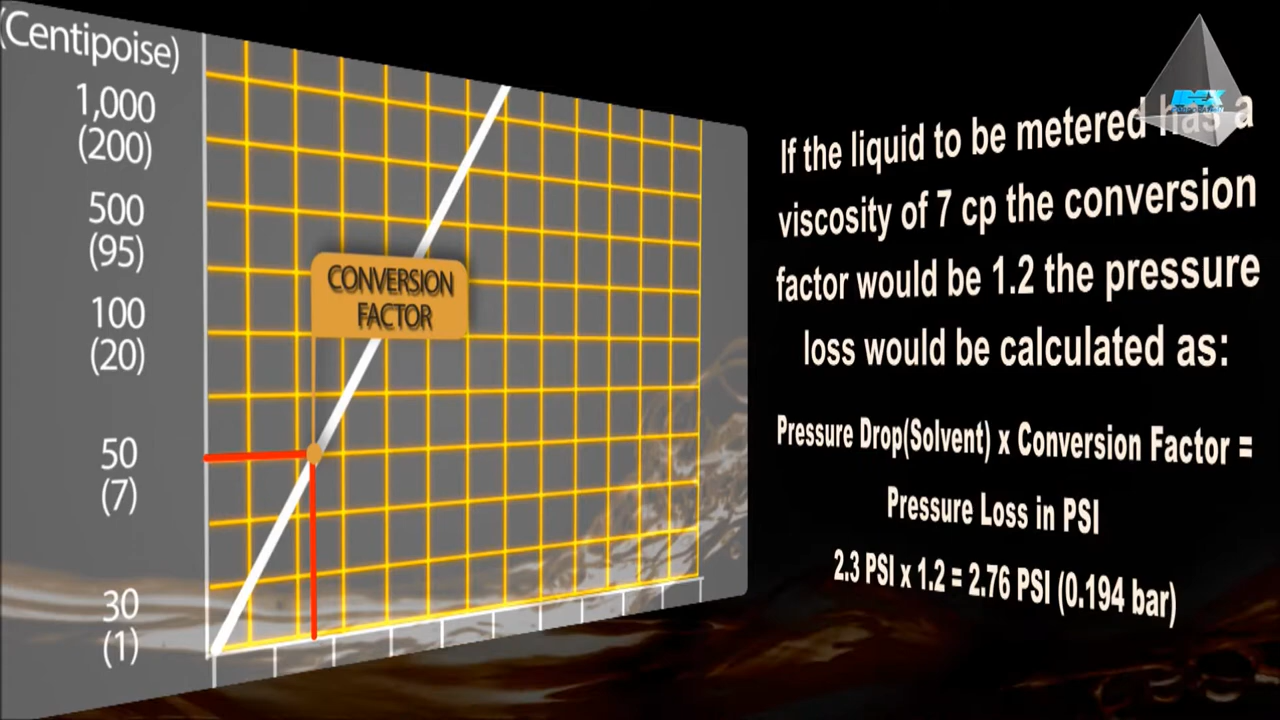 (Centipoise)
1,000
(200)
500
(95)
100
(20)
50
(7)
30
(1)
CONVERSION
FACTOR
If the liquid to be metered has a
viscosity of 7 cp the conversion
factor would be 1.2 the pressure
loss would be calculated as:
Pressure Drop(Solvent) x Conversion Factor =
Pressure Loss in PSI
2.3 PSI x 1.2 = 2.76 PSI (0.194 bar)
IDEX
CORPORATION